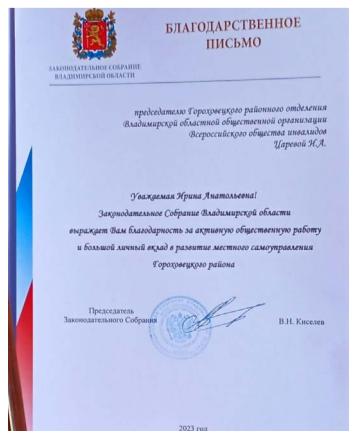 БЛАГОДАРСТВЕННОЕ
ПИСЬМО
ЗАКОНОДАТЕЛЬНОЕ СОБРАНИЕ
ВЛАДИМИРСКОЙ ОБЛАСТИ
председателю Гороховецкого районного отделения
Владимирской областной общественной организации
Всероссийского общества инвалидов
Царевой И.А.
Уважаемая Ирина Анатольевна!
Законодательное Собрание Владимирской области
выражает Вам благодарность за активную общественную работу
и большой личный вклад в развитие местного самоуправления
Гороховецкого района
Председатель
Законодательного Собрания
В.Н. Киселев
2023 год